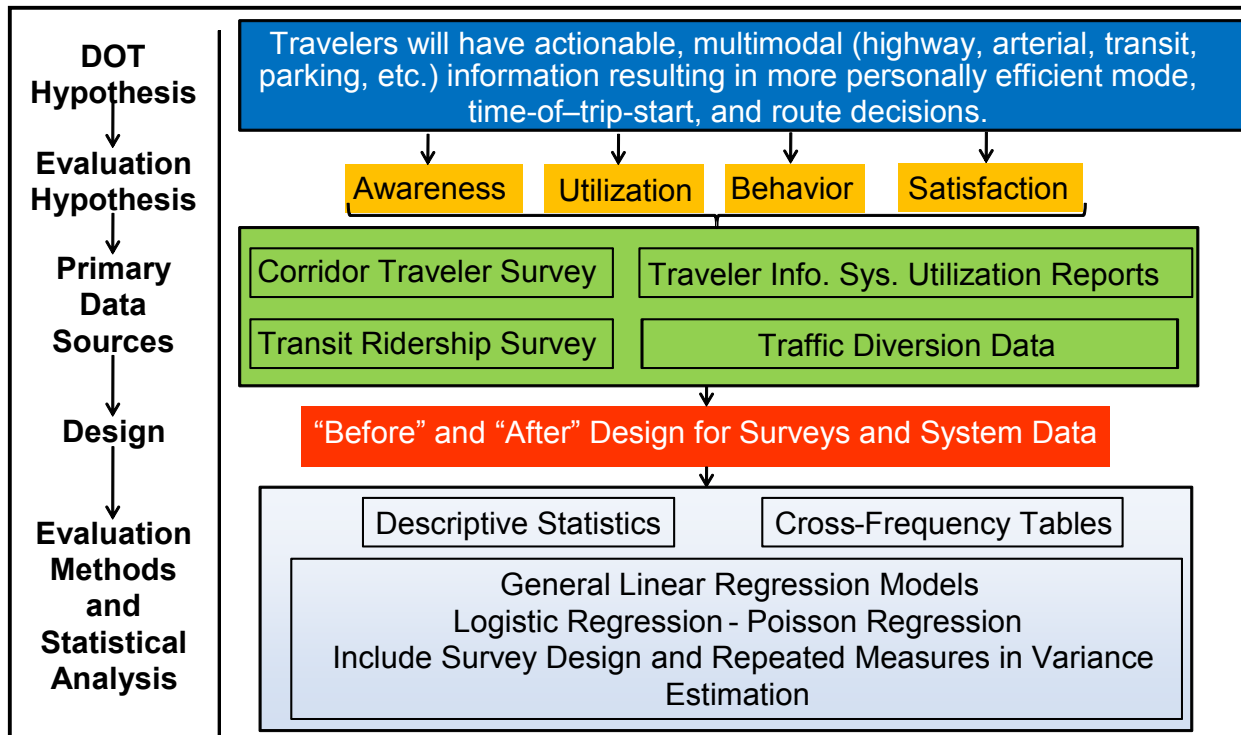 DOT
Hypothesis
Evaluation
Hypothesis
Primary
Data
Sources
Design
Evaluation
Methods
and
Statistical
Analysis
Travelers will have actionable, multimodal (highway, arterial, transit,
parking, etc.) information resulting in more personally efficient mode,
time-of–trip-start, and route decisions.
Awareness
Utilization
Behavior
Satisfaction
Corridor Traveler Survey
Traveler Info. Sys. Utilization Reports
Transit Ridership Survey
Traffic Diversion Data
“Before” and “After” Design for Surveys and System Data
Descriptive Statistics
Cross-Frequency Tables
General Linear Regression Models
Logistic Regression - Poisson Regression
Include Survey Design and Repeated Measures in Variance
Estimation